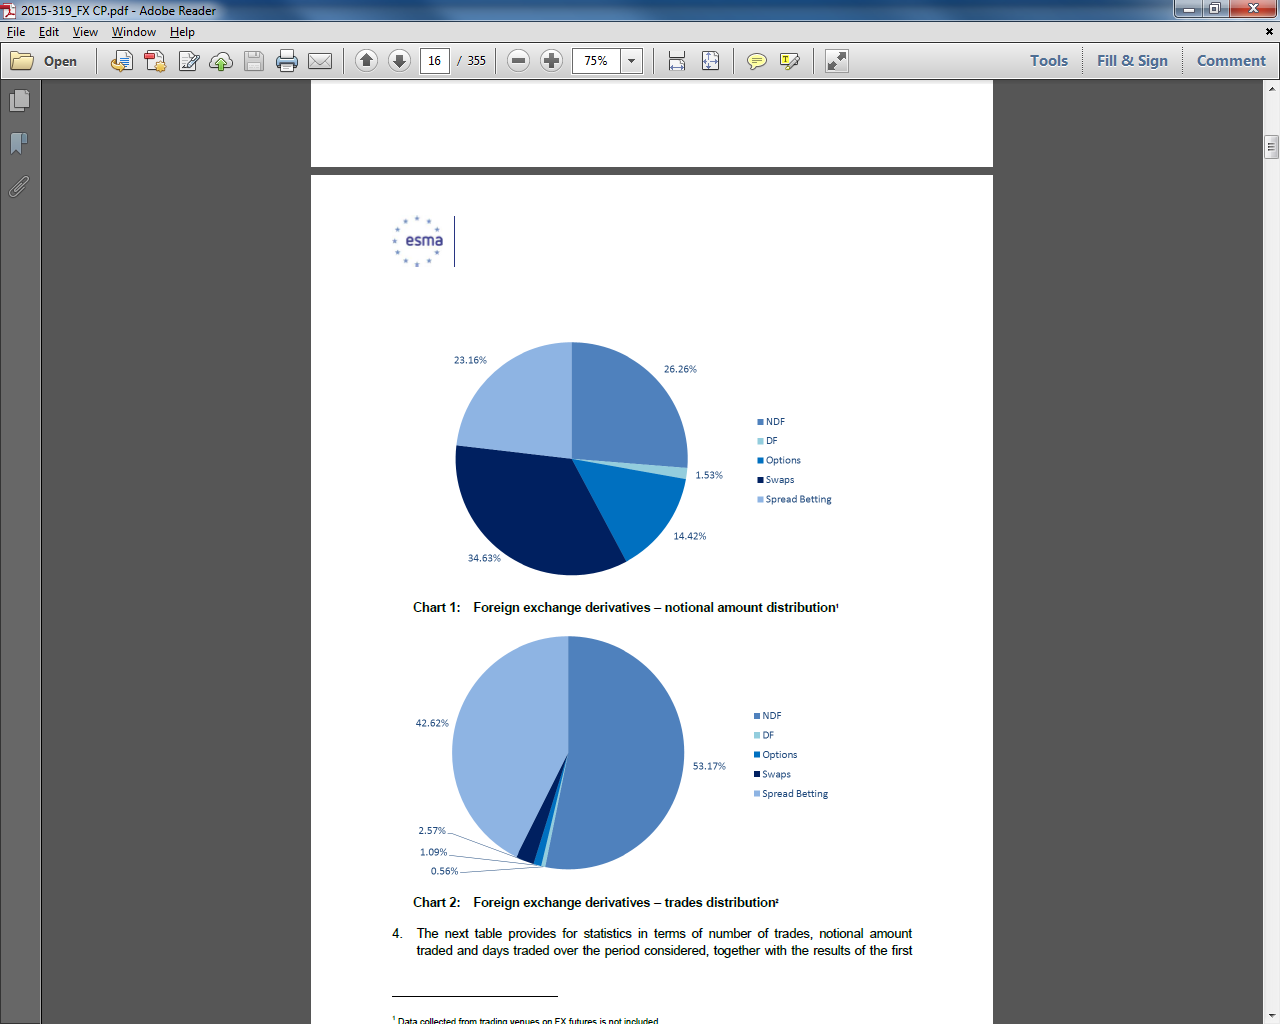 2015-319_FX CP.pdf - Adobe Reader
File Edit View Window Help
Open 16 / 355 75% Tools Fill & Sign Comment
esma
23.16%
26.26%
NDF
DF
Options
Swaps
Spread Betting
1.53%
14.42%
34.63%
Chart 1: Foreign exchange derivatives – notional amount distribution¹
42.62%
53.17%
NDF
DF
Options
Swaps
Spread Betting
2.57%
1.09%
0.56%
Chart 2: Foreign exchange derivatives – trades distribution²
4. The next table provides for statistics in terms of number of trades, notional amount
traded and days traded over the period considered, together with the results of the first
¹ Data collected from trading venues on FX futures is not included